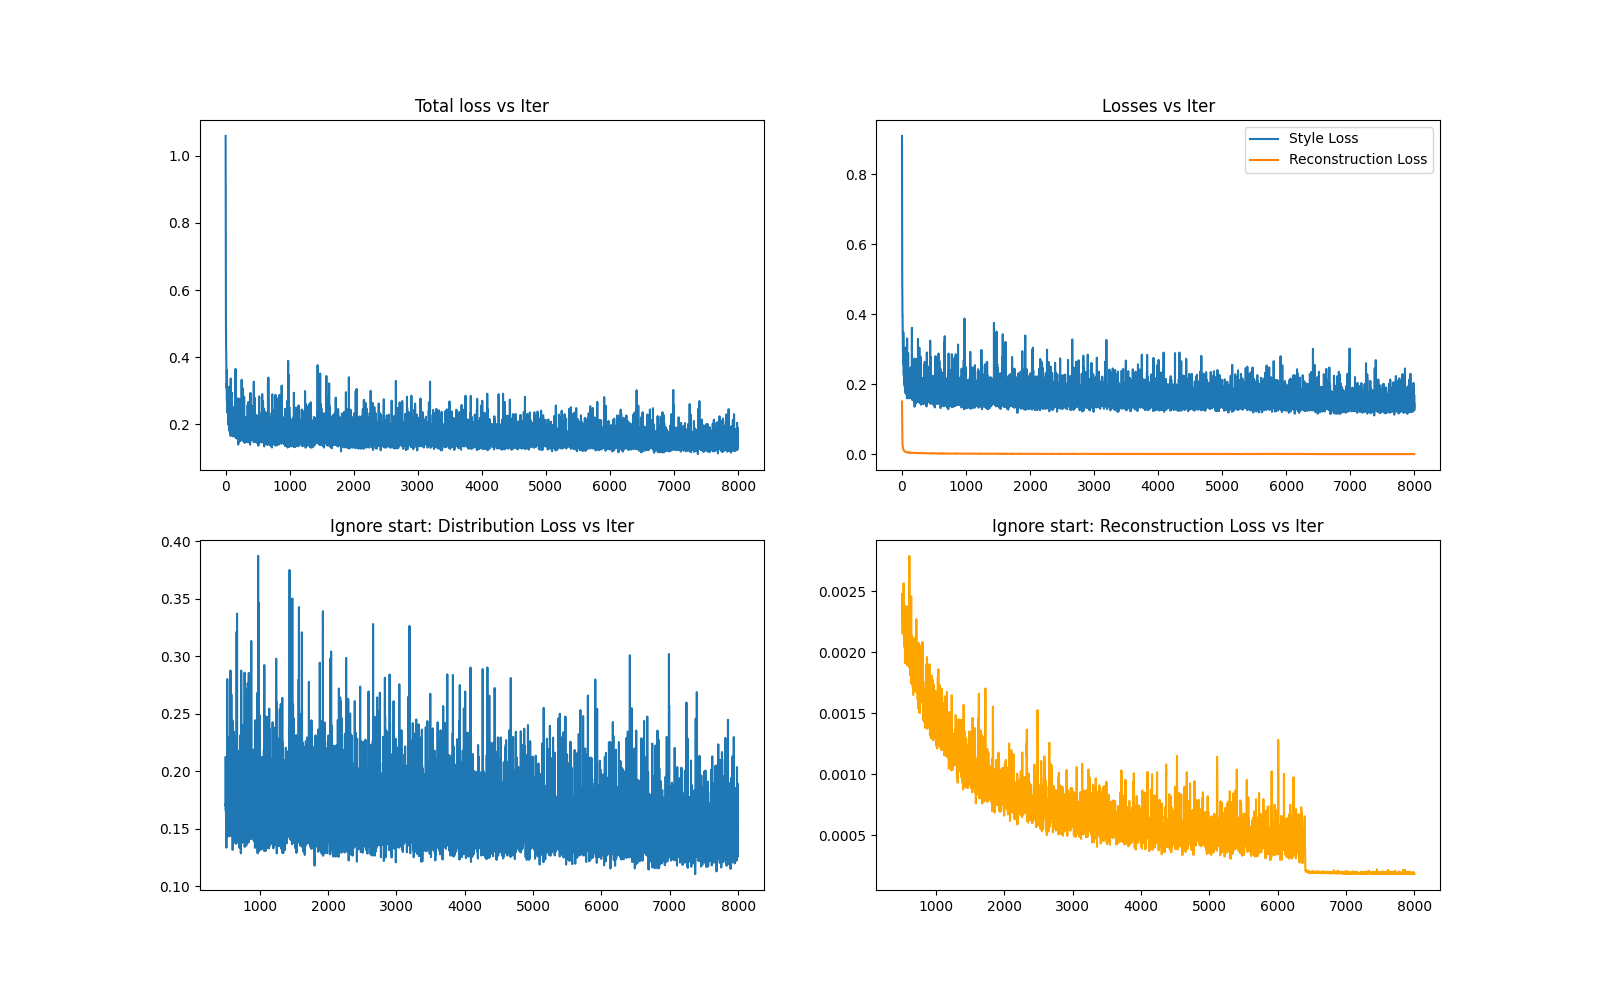 Total loss vs Iter
1.0
0.8
0.6
0.4
0.2
0 1000 2000 3000 4000 5000 6000 7000 8000
Losses vs Iter
Style Loss
Reconstruction Loss
0.8
0.6
0.4
0.2
0.0
0 1000 2000 3000 4000 5000 6000 7000 8000
Ignore start: Distribution Loss vs Iter
0.40
0.35
0.30
0.25
0.20
0.15
0.10
1000 2000 3000 4000 5000 6000 7000 8000
Ignore start: Reconstruction Loss vs Iter
0.0025
0.0020
0.0015
0.0010
0.0005
1000 2000 3000 4000 5000 6000 7000 8000